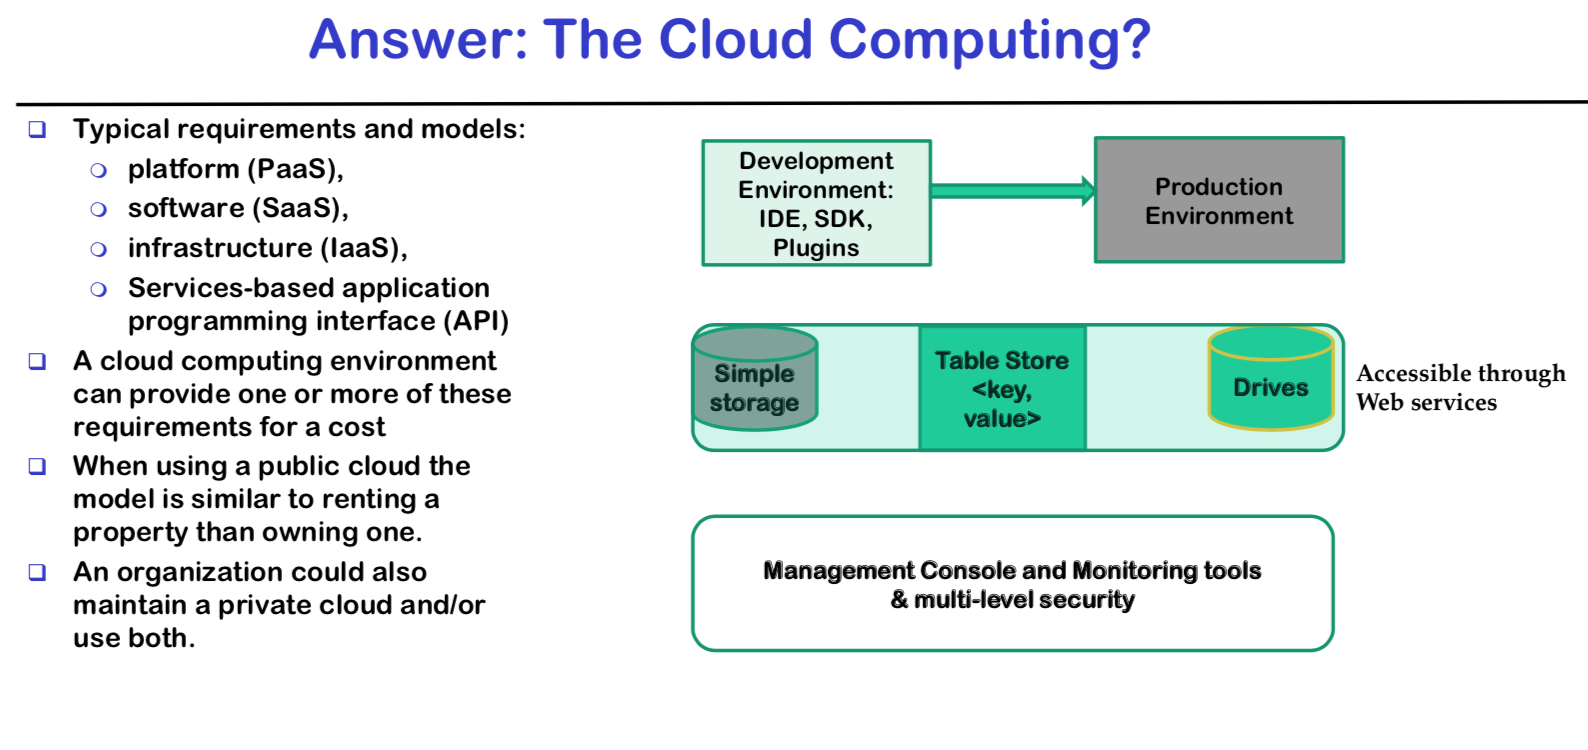 Answer: The Cloud Computing?
Typical requirements and models:
platform (PaaS),
software (SaaS),
infrastructure (IaaS),
Services-based application
programming interface (API)
A cloud computing environment
can provide one or more of these
requirements for a cost
When using a public cloud the
model is similar to renting a
property than owning one.
An organization could also
maintain a private cloud and/or
use both.
Development
Environment:
IDE, SDK,
Plugins
Production
Environment
Simple
storage
Table Store
<key,
value>
Drives
Accessible through
Web services
Management Console and Monitoring tools
& multi-level security